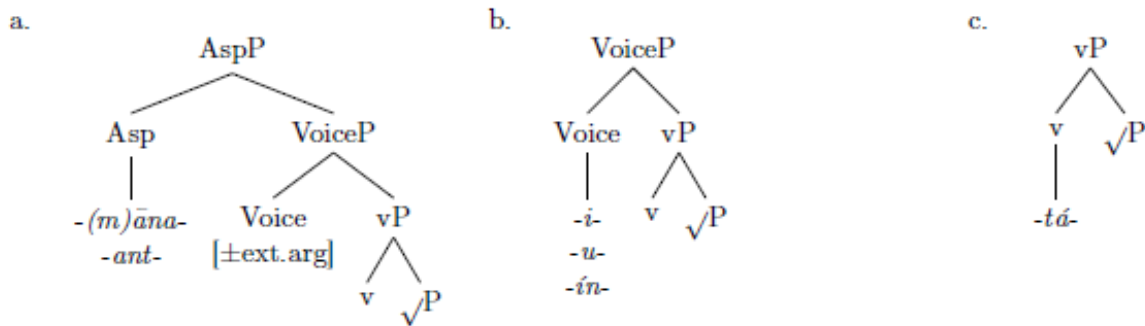 a. b. c.
AspP VoiceP vP
Asp VoiceP Voice vP v √P
-(m)āna- Voice vP -i- v √P -tá-
-ant- [±ext.arg] -u-
v √P -ín-